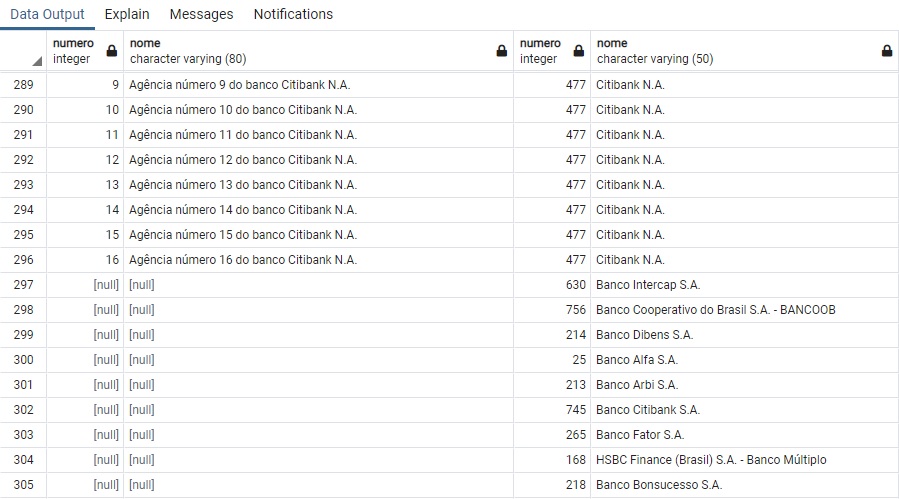 Data Output Explain Messages Notifications
numero nome numero nome
integer character varying (80) integer character varying (50)
289 9 Agência número 9 do banco Citibank N.A. 477 Citibank N.A.
290 10 Agência número 10 do banco Citibank N.A. 477 Citibank N.A.
291 11 Agência número 11 do banco Citibank N.A. 477 Citibank N.A.
292 12 Agência número 12 do banco Citibank N.A. 477 Citibank N.A.
293 13 Agência número 13 do banco Citibank N.A. 477 Citibank N.A.
294 14 Agência número 14 do banco Citibank N.A. 477 Citibank N.A.
295 15 Agência número 15 do banco Citibank N.A. 477 Citibank N.A.
296 16 Agência número 16 do banco Citibank N.A. 477 Citibank N.A.
297 [null] [null] 630 Banco Intercap S.A.
298 [null] [null] 756 Banco Cooperativo do Brasil S.A. - BANCOOB
299 [null] [null] 214 Banco Dibens S.A.
300 [null] [null] 25 Banco Alfa S.A.
301 [null] [null] 213 Banco Arbi S.A.
302 [null] [null] 745 Banco Citibank S.A.
303 [null] [null] 265 Banco Fator S.A.
304 [null] [null] 168 HSBC Finance (Brasil) S.A. - Banco Múltiplo
305 [null] [null] 218 Banco Bonsucesso S.A.